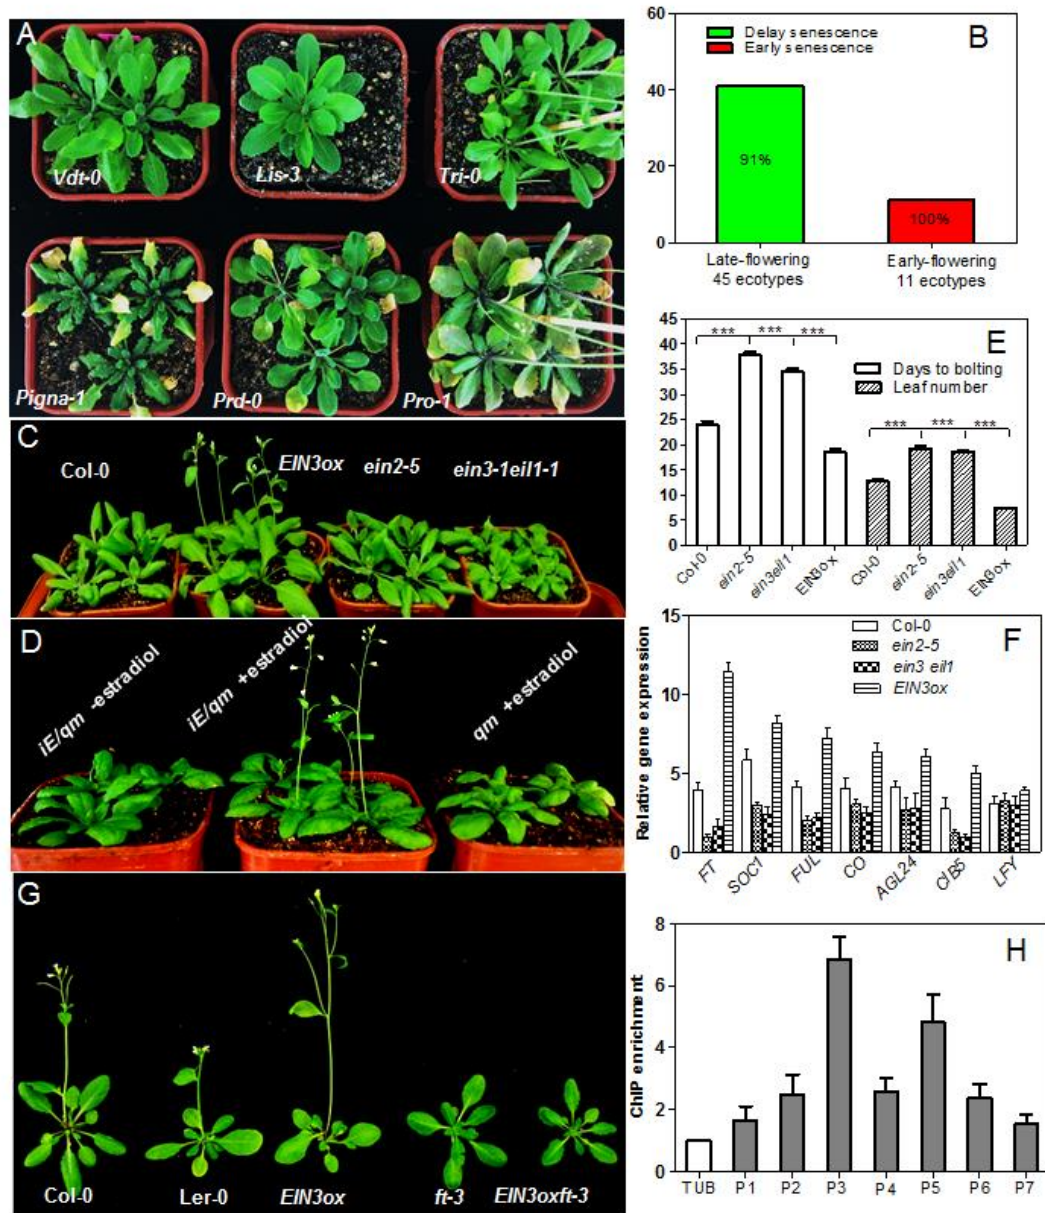 A
Vdt-0
Lis-3
Tri-0
Pigna-1
Prd-0
Pro-1
B
60
40
20
0
Delay senescence
Early senescence
91%
100%
Late-flowering
45 ecotypes
Early-flowering
11 ecotypes
C
Col-0
EIN3ox
ein2-5
ein3-1eil1-1
D
iE/qm -estradiol
iE/qm +estradiol
qm +estradiol
E
45
40
35
30
25
20
15
10
5
0
*** *** ***
Days to bolting
Leaf number
*** *** ***
Col-0
ein2-5
ein3eil1
EIN3ox
Col-0
ein2-5
ein3eil1
EIN3ox
F
Relative gene expression
15
10
5
0
Col-0
ein2-5
ein3 eil1
EIN3ox
FT
SOC1
FUL
CO
AGL24
CIB5
LFY
G
Col-0
Ler-0
EIN3ox
ft-3
EIN3oxft-3
H
ChIP enrichment
8
6
4
2
0
TUB P1 P2 P3 P4 P5 P6 P7